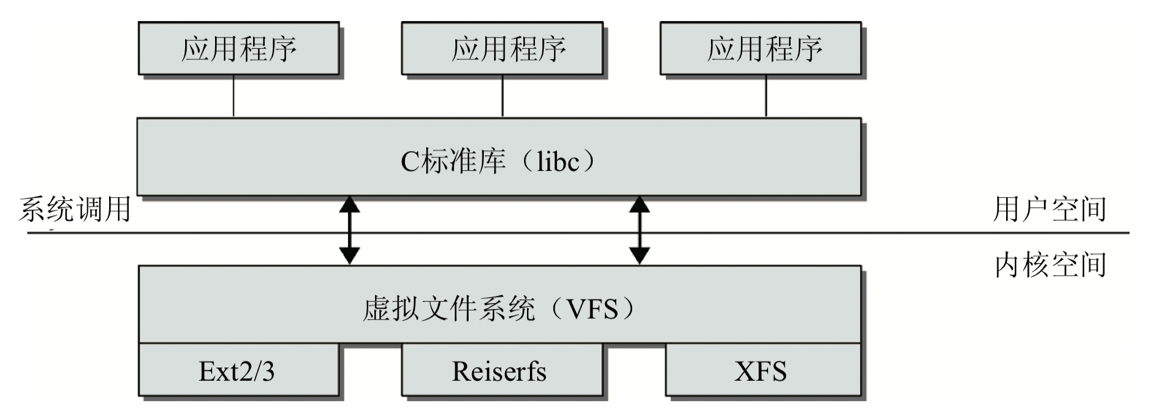 应用程序
应用程序
应用程序
C标准库（libc）
系统调用
用户空间
内核空间
虚拟文件系统（VFS）
Ext2/3
Reiserfs
XFS